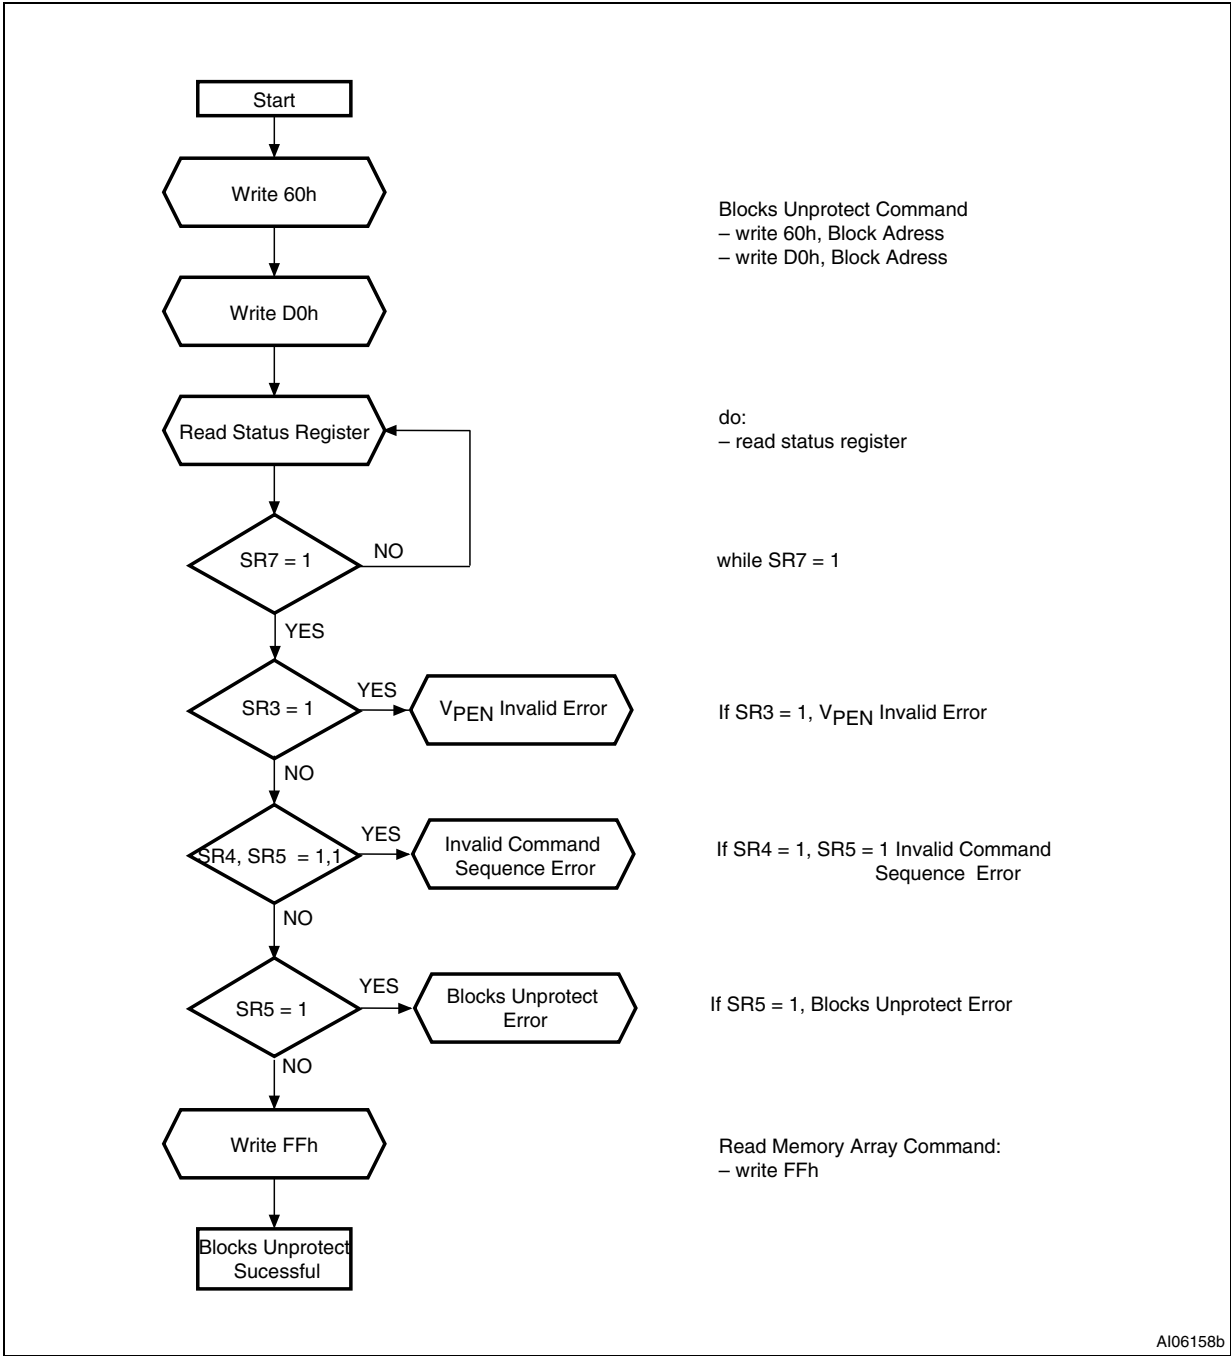 Start
Write 60h
Blocks Unprotect Command
– write 60h, Block Adress
– write D0h, Block Adress
Write D0h
Read Status Register
do:
– read status register
SR7 = 1
NO
while SR7 = 1
YES
SR3 = 1
YES
VPEN Invalid Error
If SR3 = 1, VPEN Invalid Error
NO
SR4, SR5 = 1,1
YES
Invalid Command
Sequence Error
If SR4 = 1, SR5 = 1 Invalid Command
Sequence Error
NO
SR5 = 1
YES
Blocks Unprotect
Error
If SR5 = 1, Blocks Unprotect Error
NO
Write FFh
Read Memory Array Command:
– write FFh
Blocks Unprotect
Sucessful
AI06158b